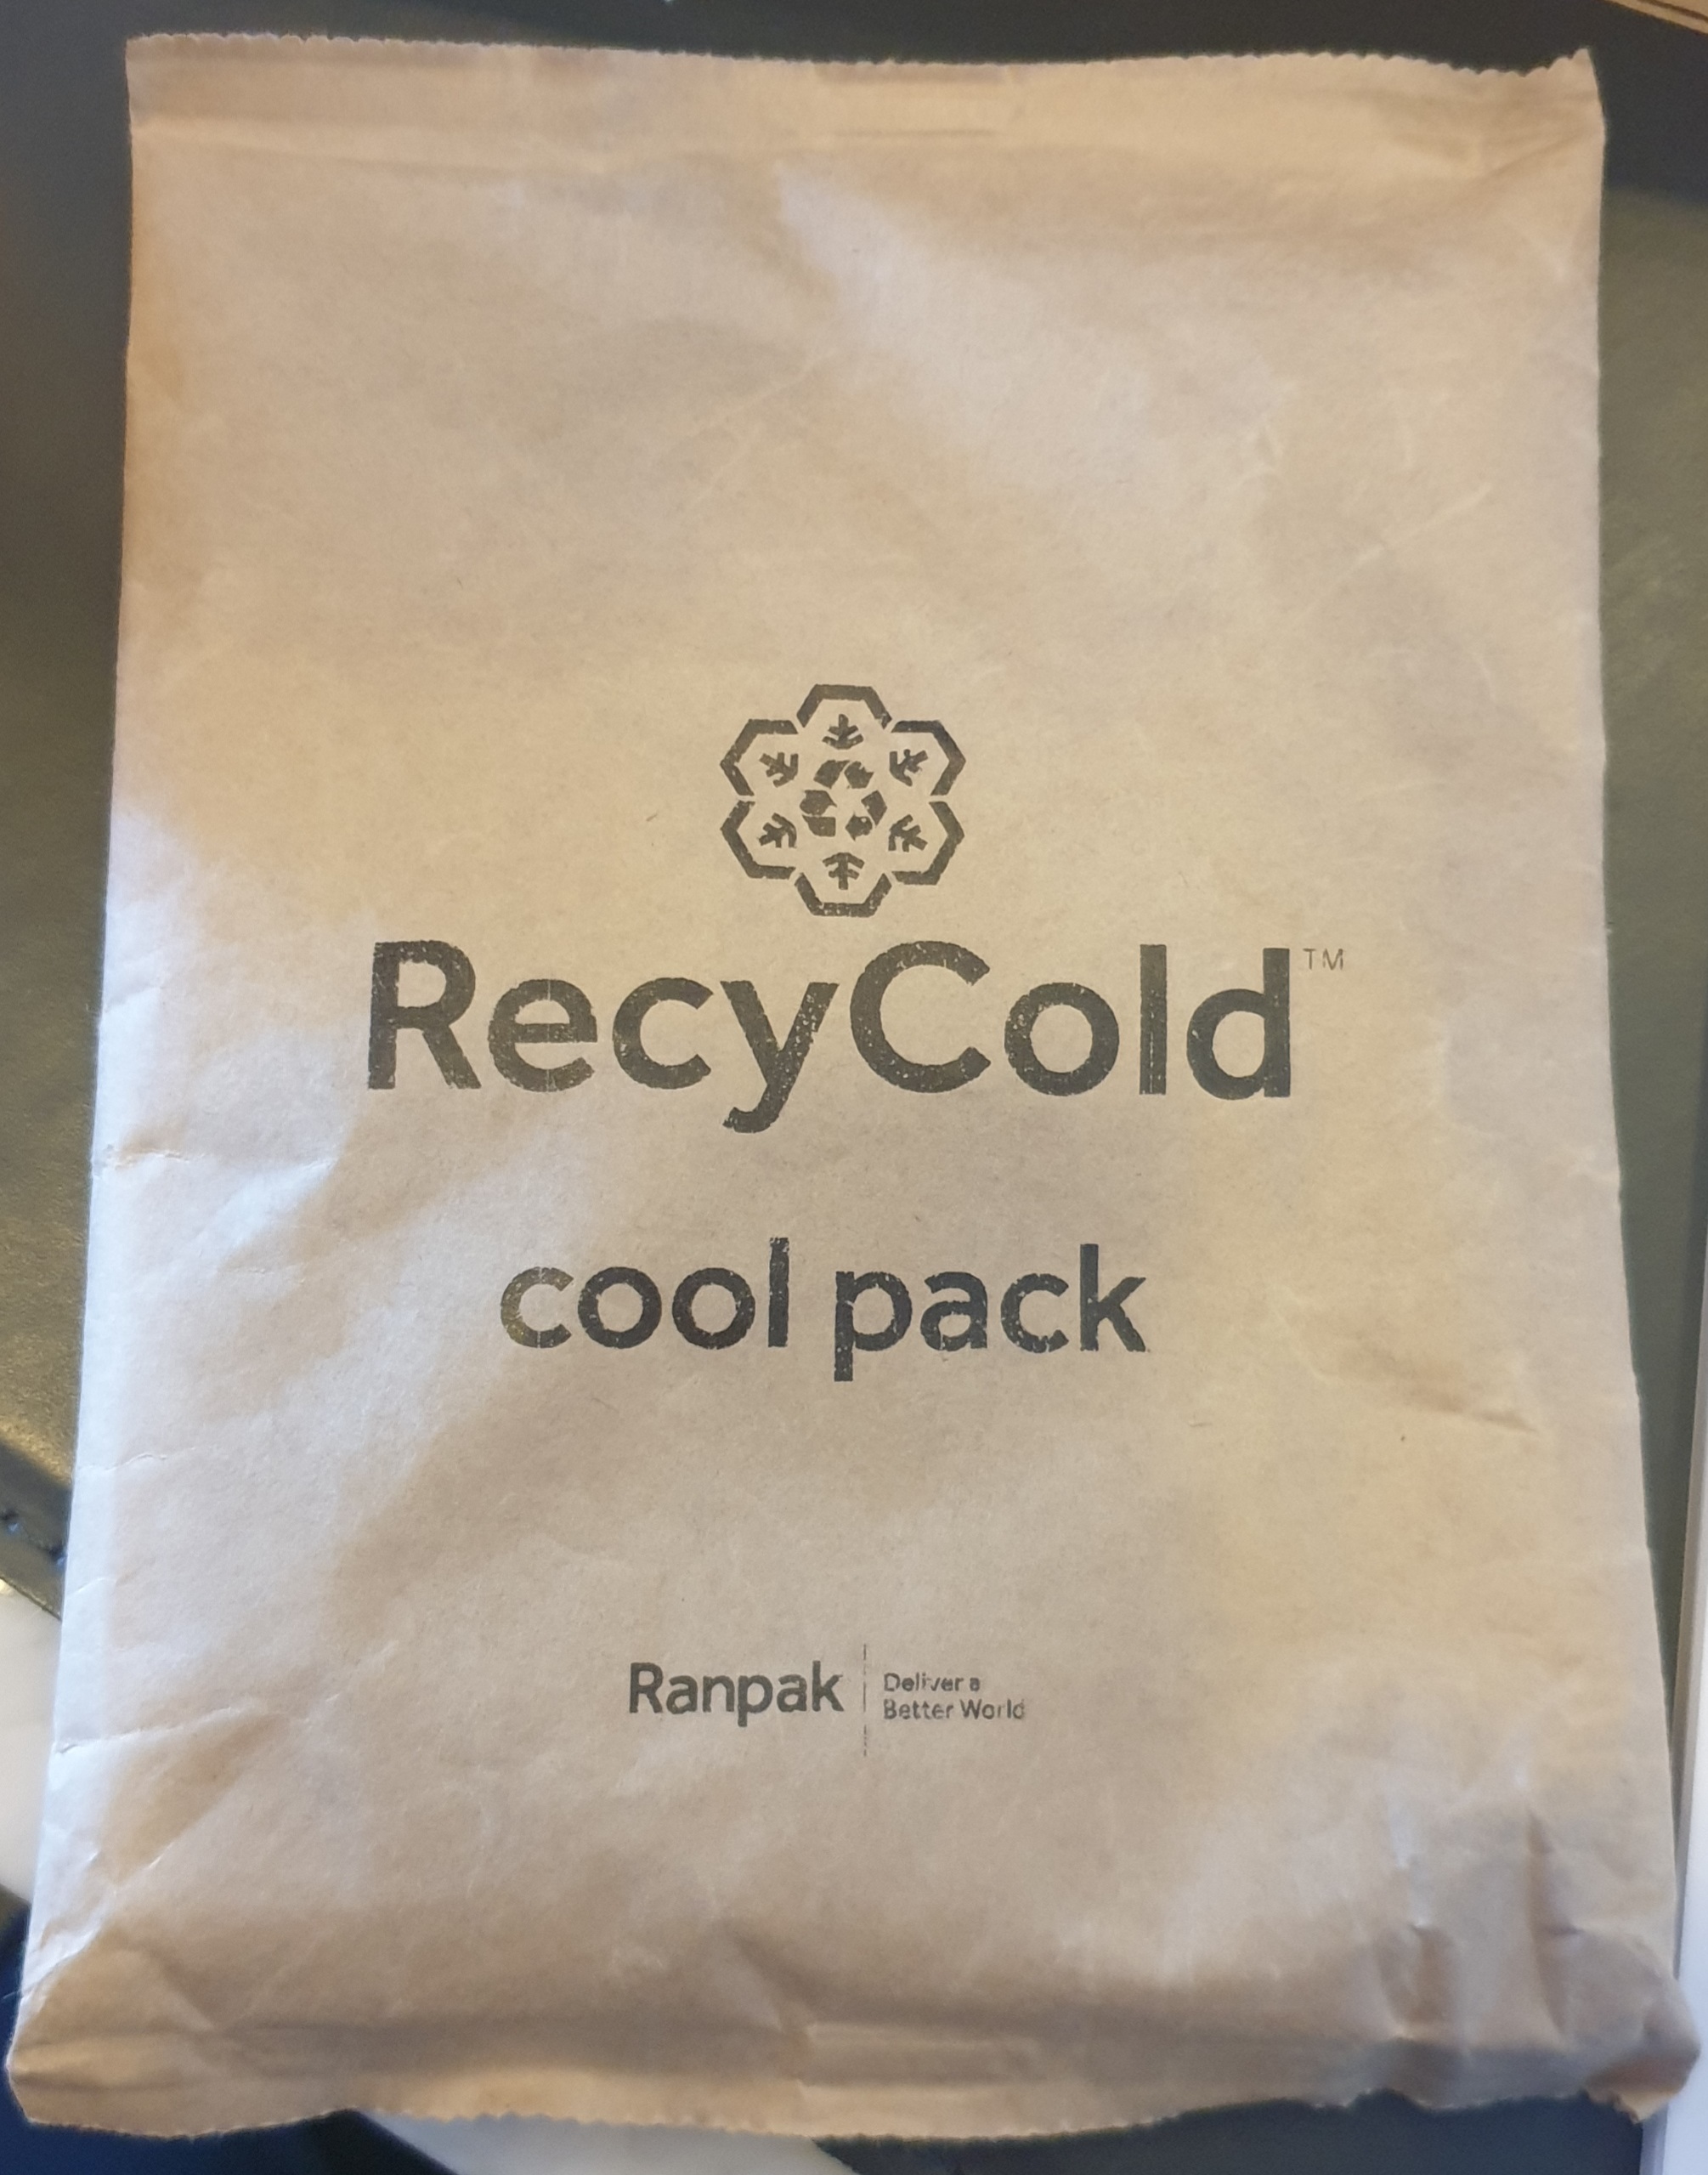 RecyCold™
cool pack
Ranpak
Deliver a
Better World